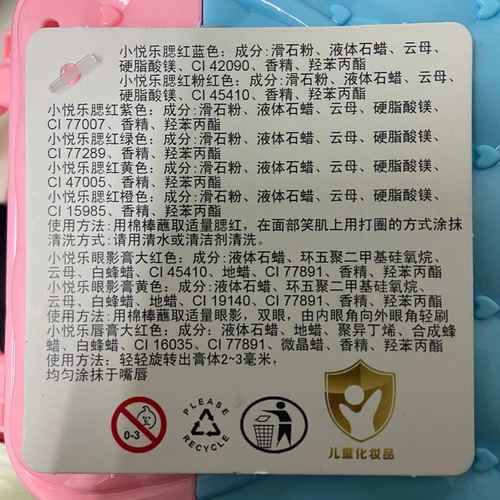 小悦乐腮红蓝色：成分：滑石粉、液体石蜡、云母、
硬脂酸镁、CI 42090、香精、羟苯丙酯
小悦乐腮红粉红色：成分：滑石粉、液体石蜡、云母、
硬脂酸镁、CI 45410、香精、羟苯丙酯
小悦乐腮红紫色：成分：滑石粉、液体石蜡、云母、硬脂酸镁、
CI 77007、香精、羟苯丙酯
小悦乐腮红绿色：成分：滑石粉、液体石蜡、云母、硬脂酸镁、
CI 77289、香精、羟苯丙酯
小悦乐腮红黄色：成分：滑石粉、液体石蜡、云母、硬脂酸镁、
CI 47005、香精、羟苯丙酯
小悦乐腮红橙色：成分：滑石粉、液体石蜡、云母、硬脂酸镁、
CI 15985、香精、羟苯丙酯
使用方法：用棉棒蘸取适量腮红，在面部笑肌上用打圈的方式涂抹
清洗方式：请用清水或清洁剂清洗。
小悦乐眼影膏大红色：成分：液体石蜡、环五聚二甲基硅氧烷、
云母、白蜂蜡、CI 45410、地蜡、CI 77891、香精、羟苯丙酯
小悦乐眼影膏黄色：成分：液体石蜡、环五聚二甲基硅氧烷、
云母、白蜂蜡、地蜡、CI 19140、CI 77891、香精、羟苯丙酯
使用方法：用棉棒蘸取适量眼影，双眼，由内眼角向外眼角轻刷
小悦乐唇膏大红色：成分：液体石蜡、地蜡、聚异丁烯、合成蜂
蜡、白蜂蜡、CI 16035、CI 77891、微晶蜡、香精、羟苯丙酯
使用方法：轻轻旋转出膏体2~3毫米，
均匀涂抹于嘴唇
0-3
PLEASE
RECYCLE
儿童化妆品